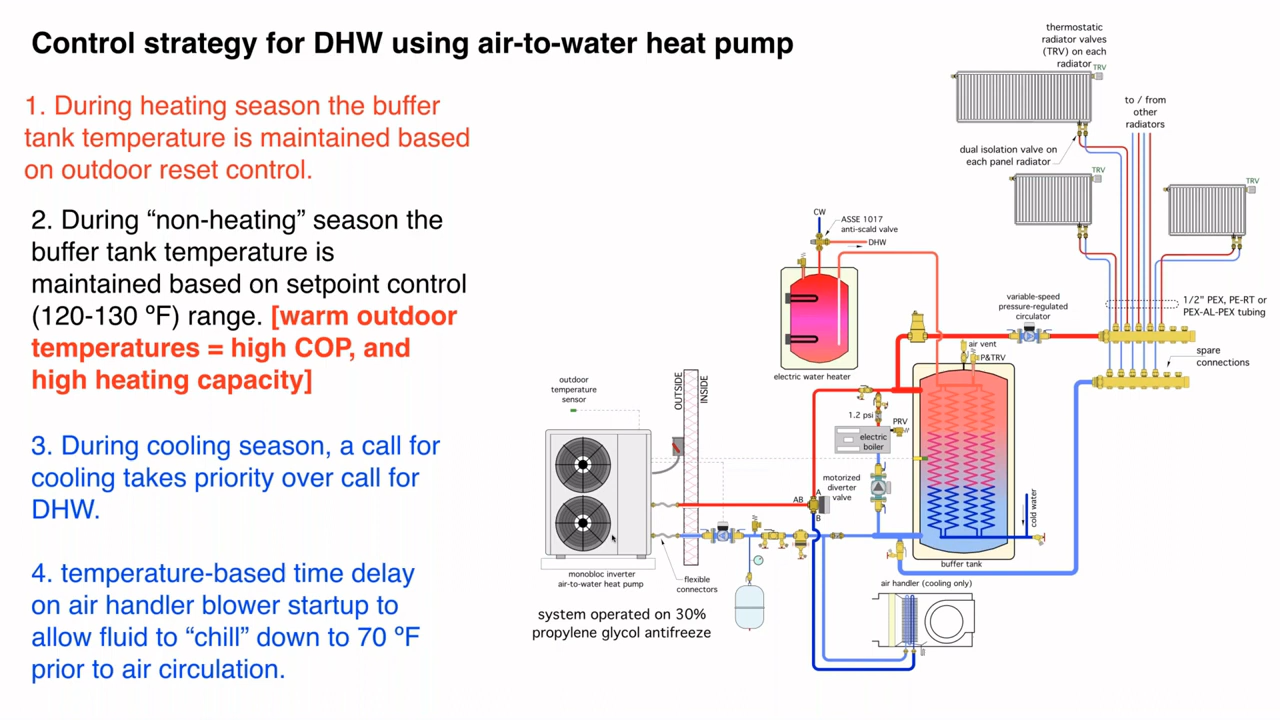 Control strategy for DHW using air-to-water heat pump
1. During heating season the buffer
tank temperature is maintained based
on outdoor reset control.
2. During “non-heating” season the
buffer tank temperature is
maintained based on setpoint control
(120-130 ºF) range. [warm outdoor
temperatures = high COP, and
high heating capacity]
3. During cooling season, a call for
cooling takes priority over call for
DHW.
4. temperature-based time delay
on air handler blower startup to
allow fluid to “chill” down to 70 ºF
prior to air circulation.
thermostatic
radiator valves
(TRV) on each
radiator
TRV
to / from
other
radiators
dual isolation valve on
each panel radiator
TRV
TRV
CW
ASSE 1017
anti-scald valve
DHW
variable-speed
pressure-regulated
circulator
1/2" PEX, PE-RT or
PEX-AL-PEX tubing
air vent
P&TRV
spare
connections
electric water heater
outdoor
temperature
sensor
OUTSIDE
INSIDE
1.2 psi
PRV
electric
boiler
motorized
diverter
valve
AB
A
B
cold water
buffer tank
monobloc inverter
air-to-water heat pump
flexible
connectors
air handler (cooling only)
system operated on 30%
propylene glycol antifreeze